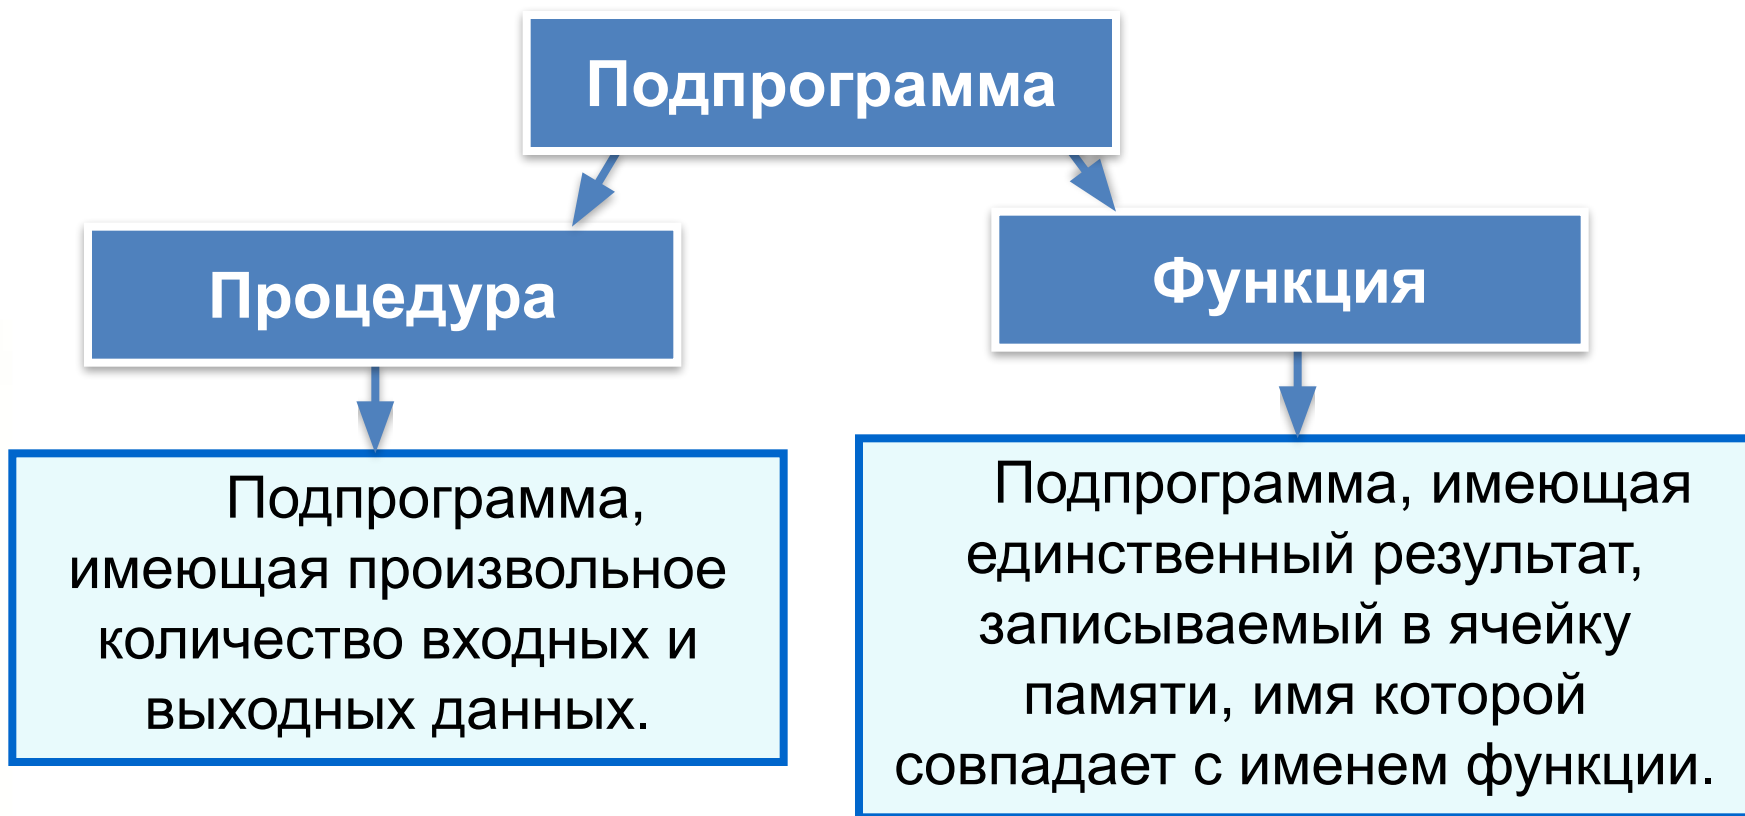 Подпрограмма
Процедура
Функция
Подпрограмма,
имеющая произвольное
количество входных и
выходных данных.
Подпрограмма, имеющая
единственный результат,
записываемый в ячейку
памяти, имя которой
совпадает с именем функции.